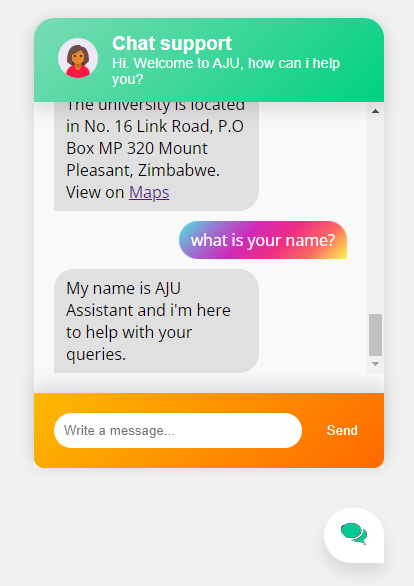 Chat support
Hi. Welcome to AJU, how can i help
you?
The university is located
in No. 16 Link Road, P.O
Box MP 320 Mount
Pleasant, Zimbabwe.
View on Maps
what is your name?
My name is AJU
Assistant and i'm here
to help with your
queries.
Write a message...
Send